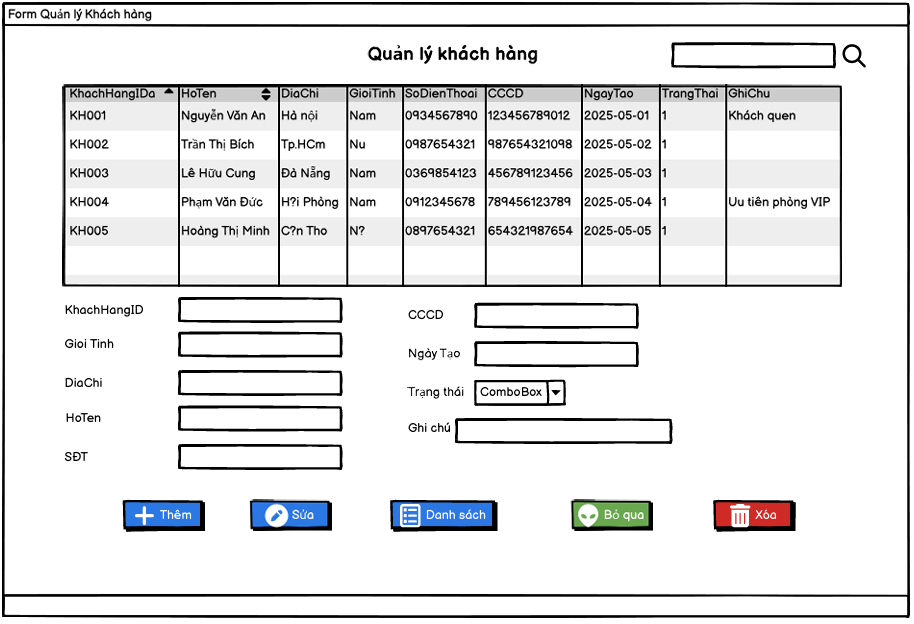 Form Quản lý Khách hàng
Quản lý khách hàng
KhachHangIDa HoTen DiaChi GioiTinh SoDienThoai CCCD NgayTao TrangThai GhiChu
KH001 Nguyễn Văn An Hà nội Nam 0934567890 123456789012 2025-05-01 1 Khách quen
KH002 Trần Thị Bích Tp.HCm Nu 0987654321 987654321098 2025-05-02 1
KH003 Lê Hữu Cung Đà Nẵng Nam 0369854123 456789123456 2025-05-03 1
KH004 Phạm Văn Đức H?i Phòng Nam 0912345678 789456123789 2025-05-04 1 Uu tiên phòng VIP
KH005 Hoàng Thị Minh C?n Tho N? 0897654321 654321987654 2025-05-05 1
KhachHangID
Gioi Tinh
DiaChi
HoTen
SĐT
CCCD
Ngày Tạo
Trạng thái ComboBox
Ghi chú
Thêm Sửa Danh sách Bỏ qua Xóa